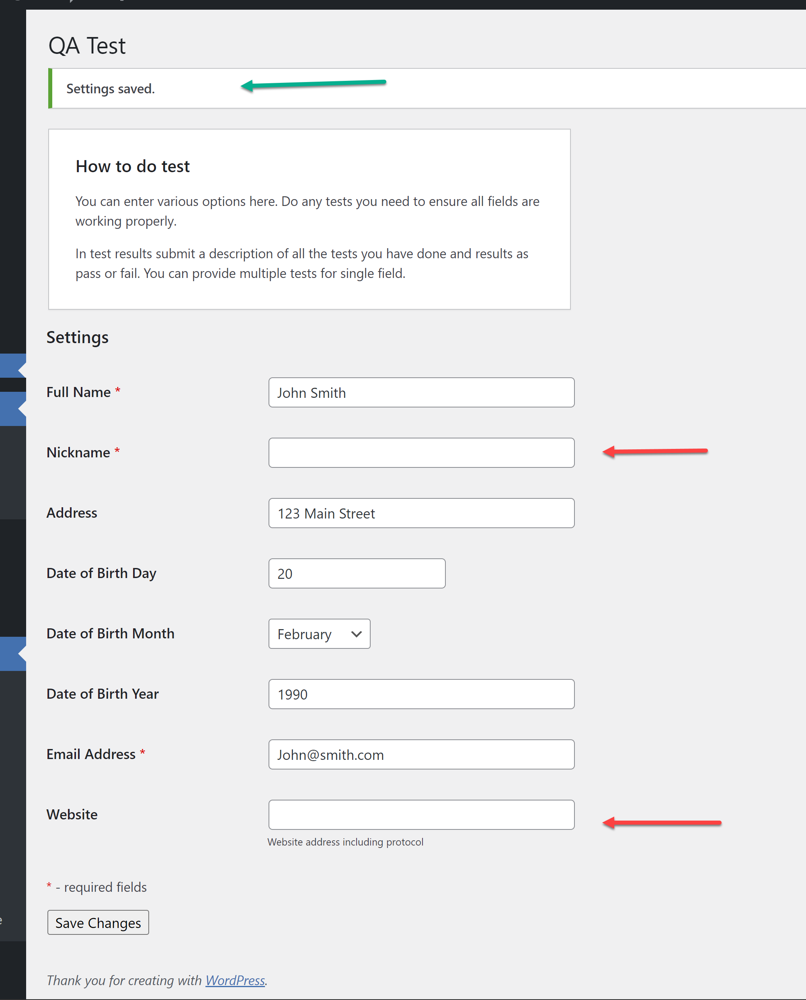 QA Test
Settings saved.
How to do test
You can enter various options here. Do any tests you need to ensure all fields are
working properly.
In test results submit a description of all the tests you have done and results as
pass or fail. You can provide multiple tests for single field.
Settings
Full Name *
John Smith
Nickname *
Address
123 Main Street
Date of Birth Day
20
Date of Birth Month
February
Date of Birth Year
1990
Email Address *
John@smith.com
Website
Website address including protocol
* - required fields
Save Changes
Thank you for creating with WordPress.